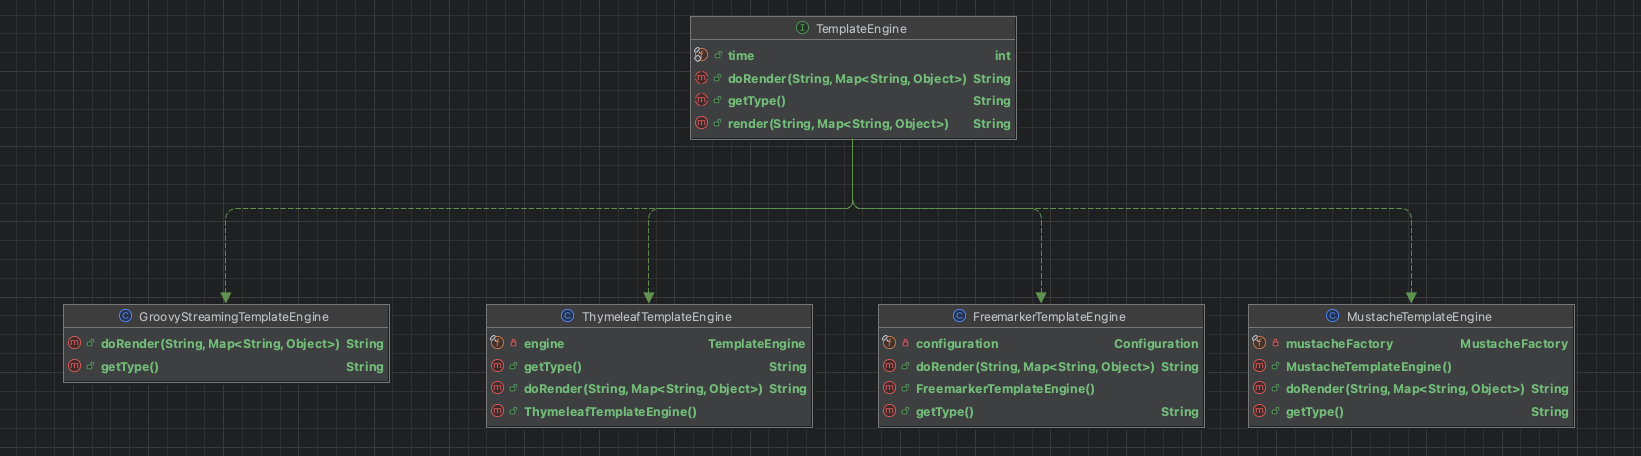 TemplateEngine
time int
doRender(String, Map<String, Object>) String
getType() String
render(String, Map<String, Object>) String
GroovyStreamingTemplateEngine
doRender(String, Map<String, Object>) String
getType() String
ThymeleafTemplateEngine
engine TemplateEngine
getType() String
doRender(String, Map<String, Object>) String
ThymeleafTemplateEngine()
FreemarkerTemplateEngine
configuration Configuration
doRender(String, Map<String, Object>) String
FreemarkerTemplateEngine()
getType() String
MustacheTemplateEngine
mustacheFactory MustacheFactory
MustacheTemplateEngine()
doRender(String, Map<String, Object>) String
getType() String